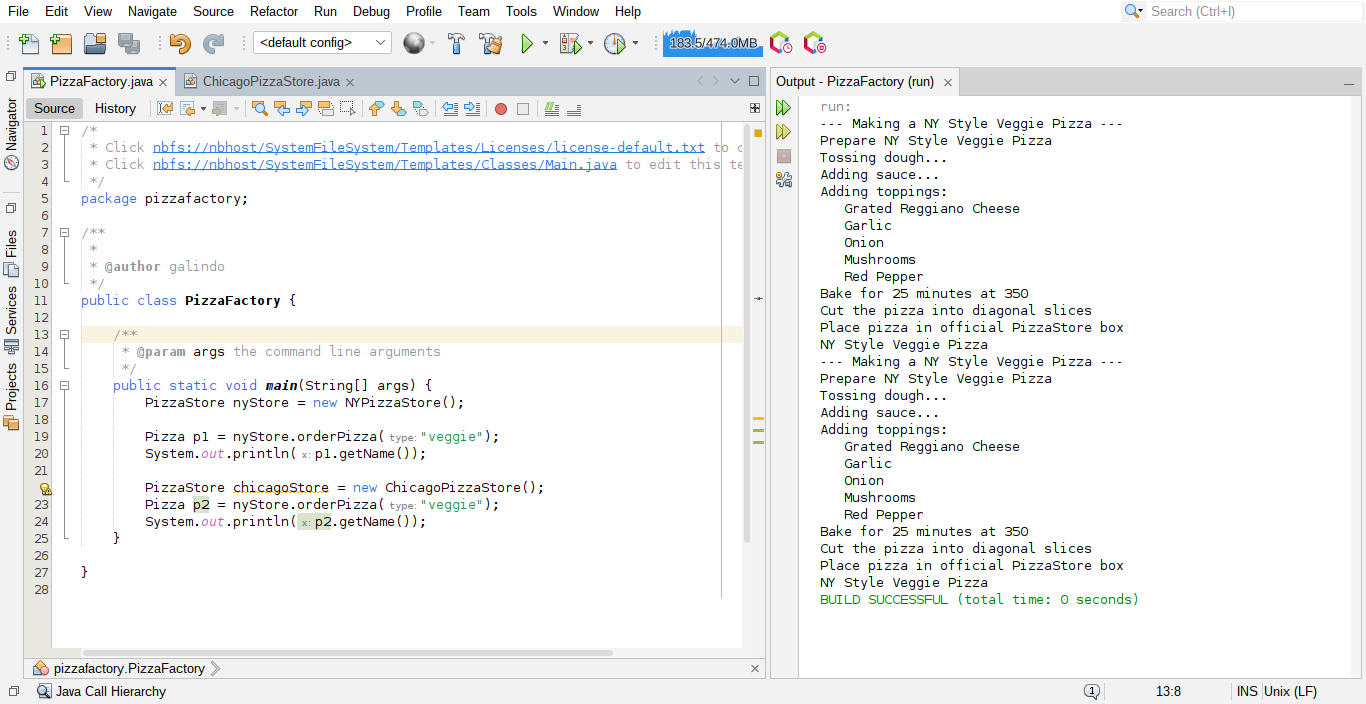 File Edit View Navigate Source Refactor Run Debug Profile Team Tools Window Help
Search (Ctrl+I)
<default config>
183.5/474.0MB
PizzaFactory.java
ChicagoPizzaStore.java
Source History
Navigator
Files
Services
Projects
1 /*
2 * Click nbfs://nbhost/SystemFileSystem/Templates/Licenses/license-default.txt to c
3 * Click nbfs://nbhost/SystemFileSystem/Templates/Classes/Main.java to edit this te
4 */
5 package pizzafactory;
6
7 /**
8 *
9 * @author galindo
10 */
11 public class PizzaFactory {
12
13 /**
14 * @param args the command line arguments
15 */
16 public static void main(String[] args) {
17 PizzaStore nyStore = new NYPizzaStore();
18
19 Pizza p1 = nyStore.orderPizza( type: "veggie");
20 System.out.println( x: p1.getName());
21
PizzaStore chicagoStore = new ChicagoPizzaStore();
23 Pizza p2 = nyStore.orderPizza( type: "veggie");
24 System.out.println( x: p2.getName());
25 }
26
27 }
28
pizzafactory.PizzaFactory
Output - PizzaFactory (run)
run:
--- Making a NY Style Veggie Pizza ---
Prepare NY Style Veggie Pizza
Tossing dough...
Adding sauce...
Adding toppings:
Grated Reggiano Cheese
Garlic
Onion
Mushrooms
Red Pepper
Bake for 25 minutes at 350
Cut the pizza into diagonal slices
Place pizza in official PizzaStore box
NY Style Veggie Pizza
--- Making a NY Style Veggie Pizza ---
Prepare NY Style Veggie Pizza
Tossing dough...
Adding sauce...
Adding toppings:
Grated Reggiano Cheese
Garlic
Onion
Mushrooms
Red Pepper
Bake for 25 minutes at 350
Cut the pizza into diagonal slices
Place pizza in official PizzaStore box
NY Style Veggie Pizza
BUILD SUCCESSFUL (total time: 0 seconds)
Java Call Hierarchy
1
13:8
INS Unix (LF)